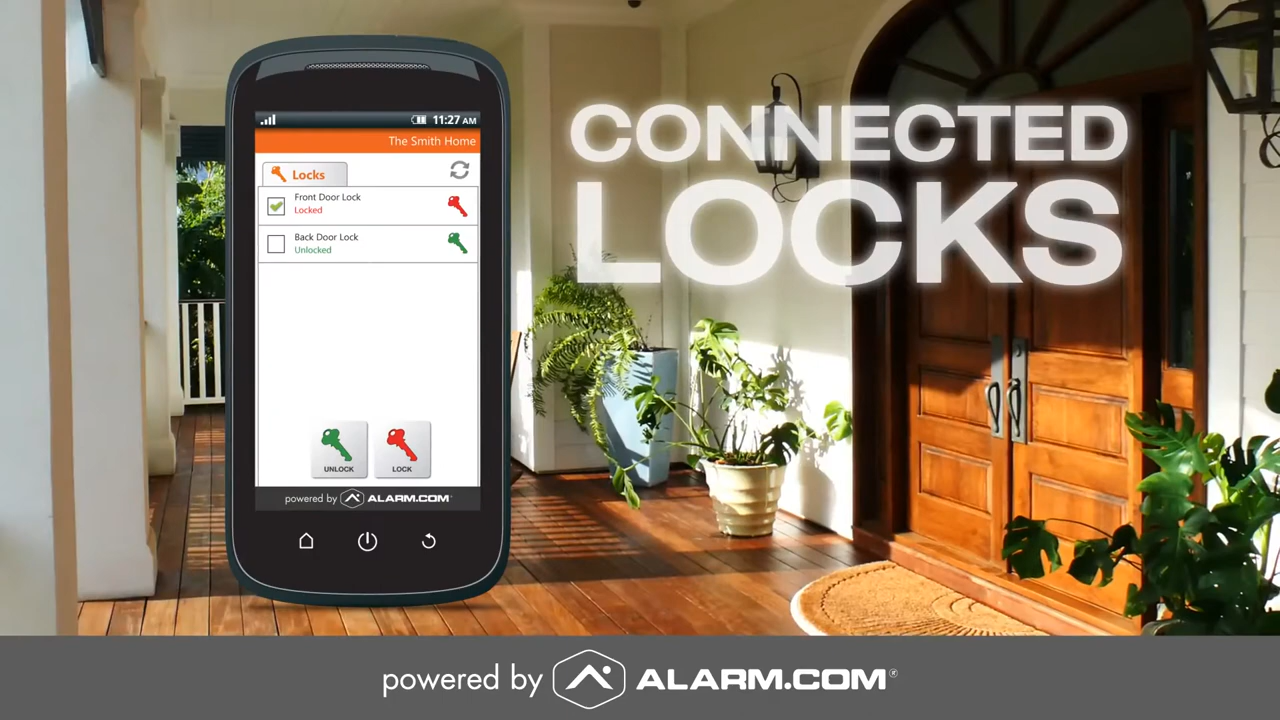 CONNECTED
LOCKS
11:27 AM
The Smith Home
Locks
Front Door Lock
Locked
Back Door Lock
Unlocked
UNLOCK
LOCK
powered by ALARM.COM
powered by ALARM.COM®